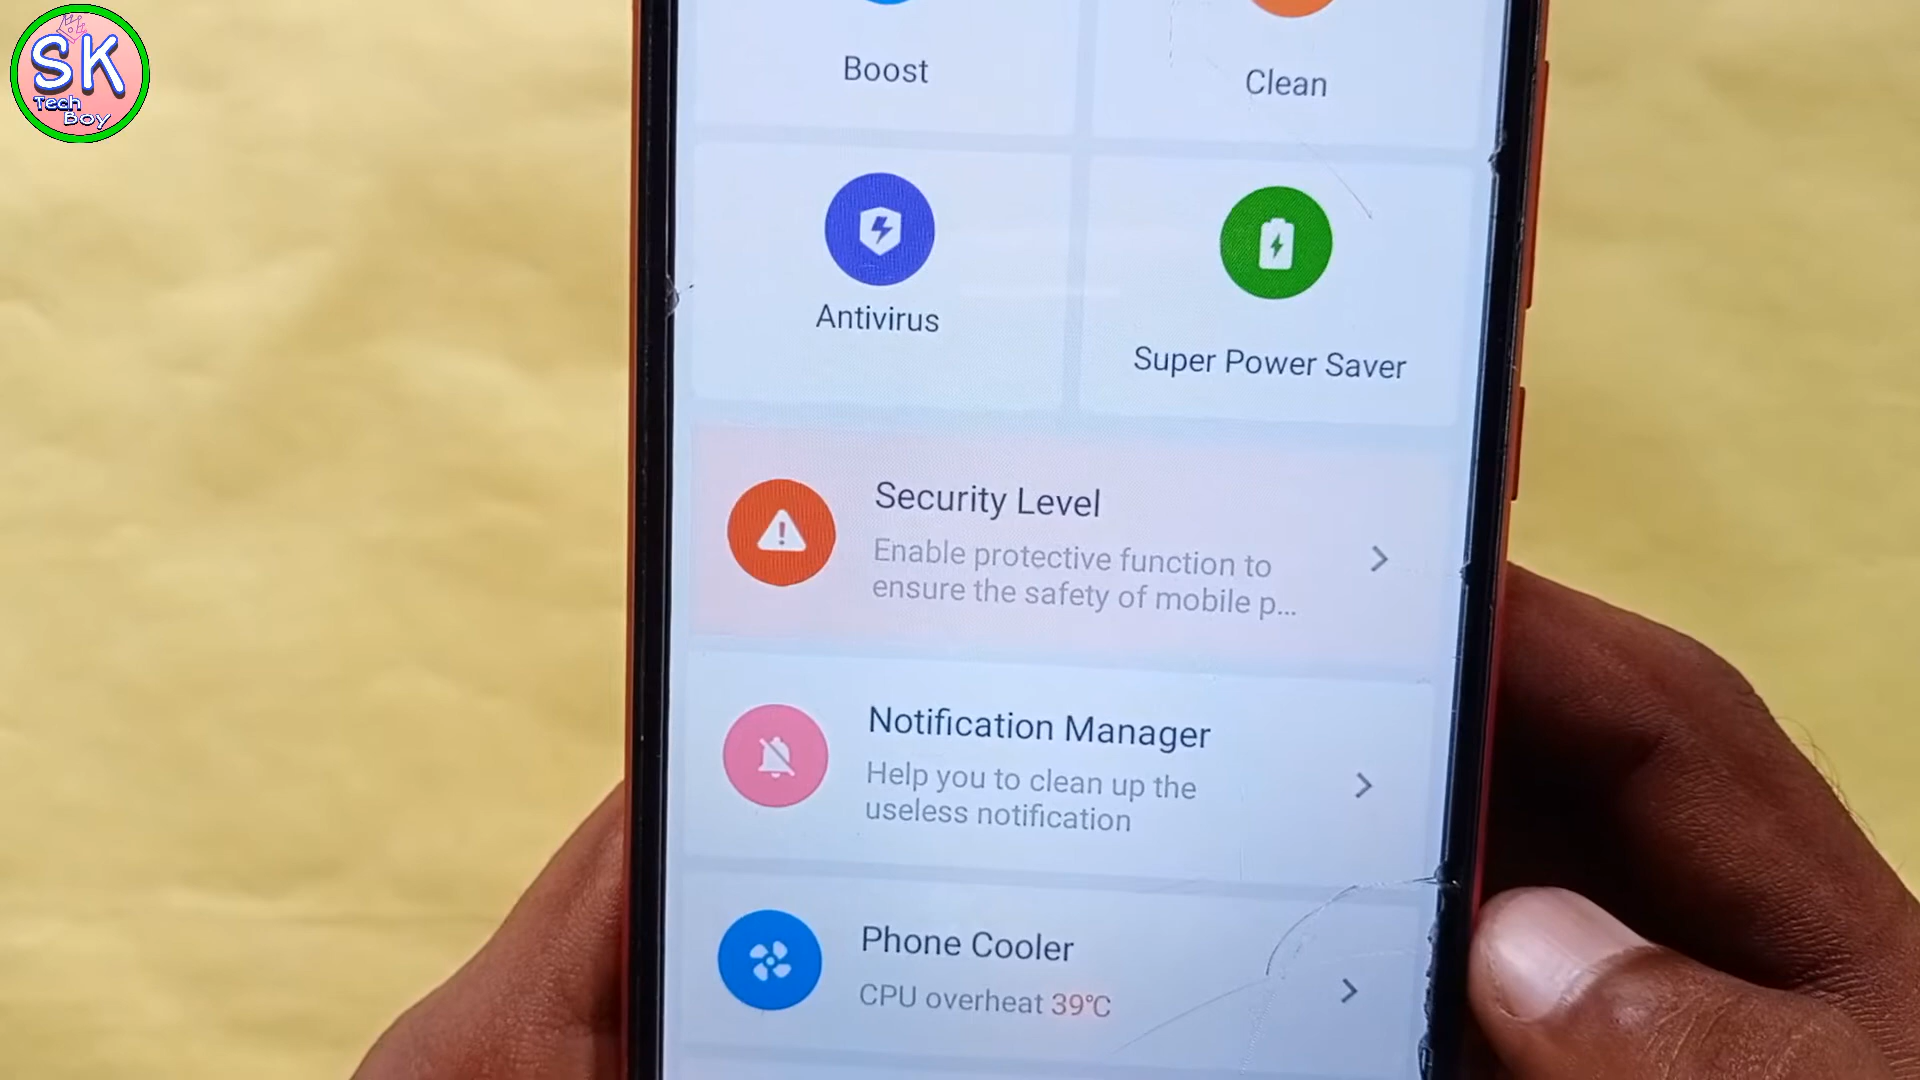 SK
Tech
Boy
Boost
Clean
Antivirus
Super Power Saver
Security Level
Enable protective function to
ensure the safety of mobile p...
Notification Manager
Help you to clean up the
useless notification
Phone Cooler
CPU overheat 39°C